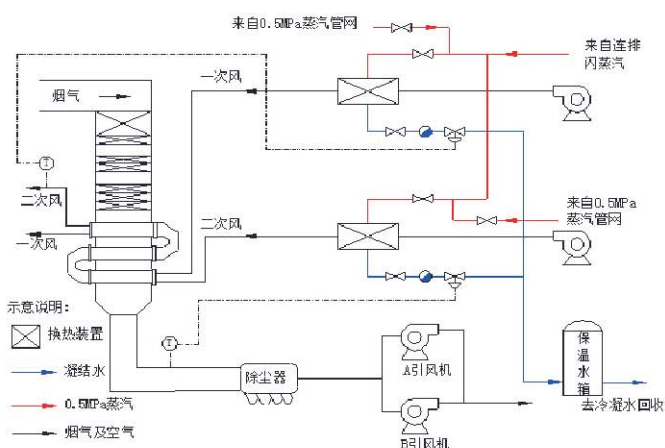 来自0.5MPa蒸汽管网
来自连排
闪蒸汽
一次风
烟气
T
二次风
一次风
二次风
来自0.5MPa
蒸汽管网
示意说明：
换热装置
凝结水
0.5MPa蒸汽
烟气及空气
T
除尘器
A引风机
B引风机
保温水箱
去冷凝水回收